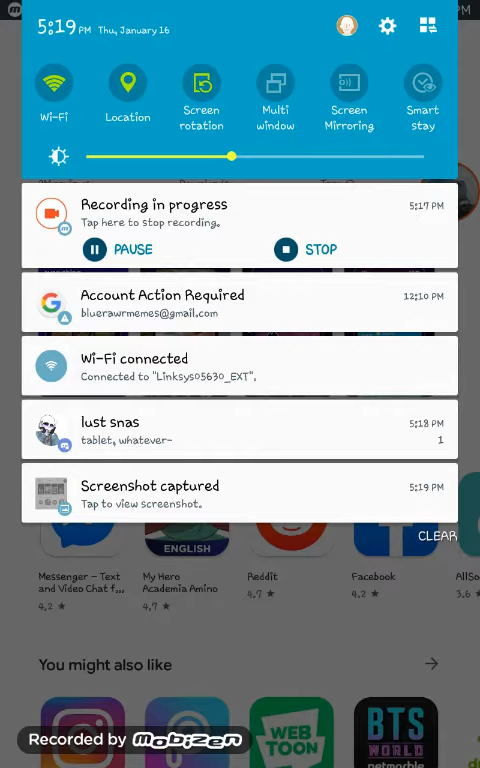 PM
5:19 PM Thu, January 16
Wi-Fi
Location
Screen
rotation
Multi
window
Screen
Mirroring
Smart
stay
Recording in progress
5:17 PM
Tap here to stop recording.
PAUSE
STOP
Account Action Required
12:10 PM
bluerawrmemes@gmail.com
Wi-Fi connected
Connected to "Linksys05630_EXT".
lust snas
5:18 PM
tablet, whatever-
1
Screenshot captured
5:19 PM
Tap to view screenshot.
CLEAR
ENGLISH
Messenger – Text
and Video Chat f...
4.2 ★
My Hero
Academia Amino
4.7 ★
Reddit
4.7 ★
Facebook
4.2 ★
AllSo
3.6 ★
You might also like
WEB
TOON
BTS
WORLD
netmarble
Recorded by mobizen